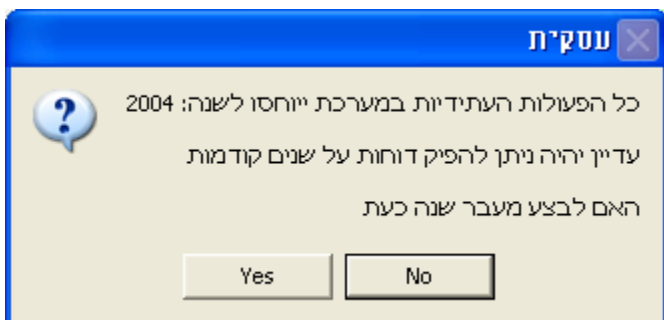 עסקית
כל הפעולות העתידיות במערכת ייוחסו לשנה: 2004
עדיין יהיה ניתן להפיק דוחות על שנים קודמות
האם לבצע מעבר שנה כעת
Yes No